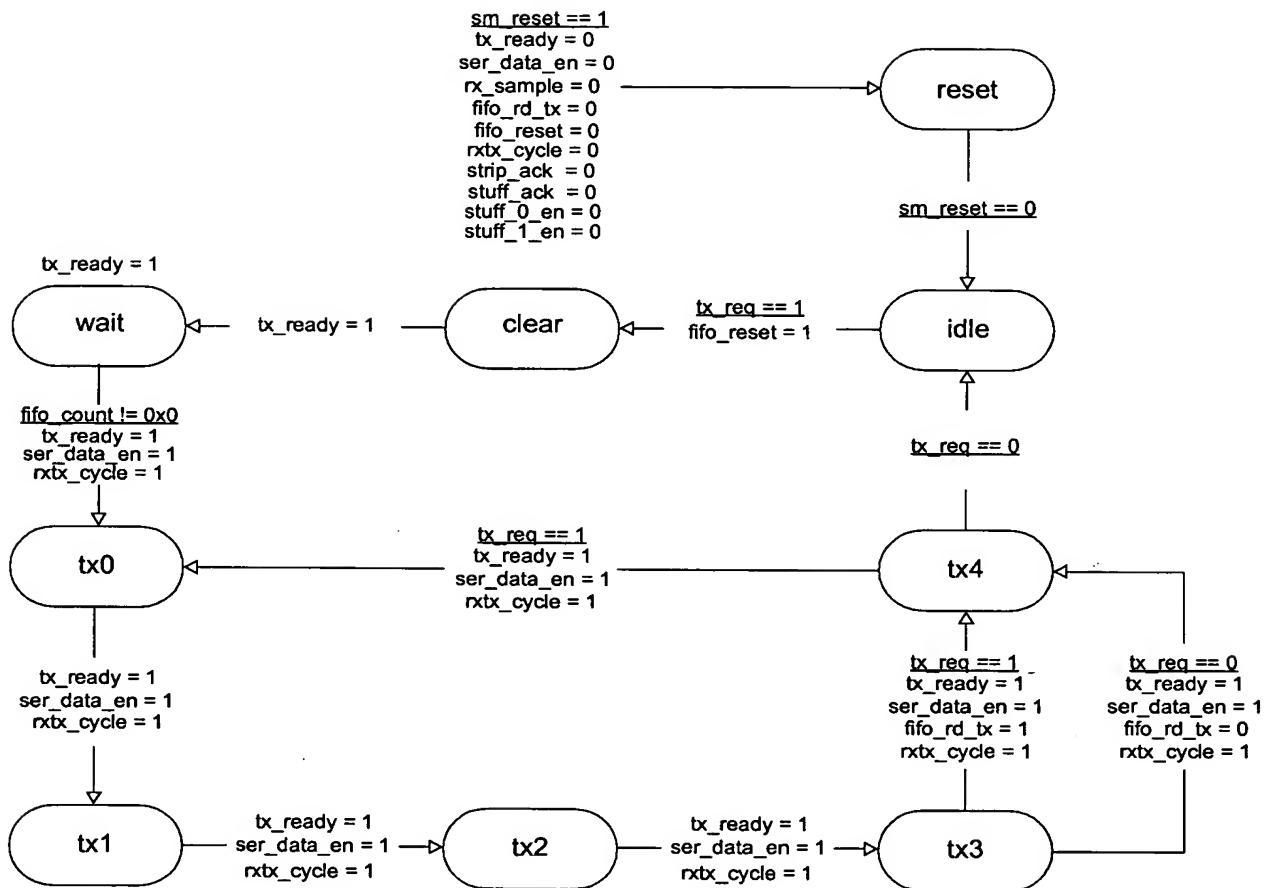 sm_reset == 1
tx_ready = 0
ser_data_en = 0
rx_sample = 0
fifo_rd_tx = 0
fifo_reset = 0
rxtx_cycle = 0
strip_ack = 0
stuff_ack = 0
stuff_0_en = 0
stuff_1_en = 0
reset
sm_reset == 0
tx_ready = 1
wait
tx_ready = 1
clear
tx_req == 1
fifo_reset = 1
idle
fifo_count != 0x0
tx_ready = 1
ser_data_en = 1
rxtx_cycle = 1
tx_req == 0
tx0
tx_req == 1
tx_ready = 1
ser_data_en = 1
rxtx_cycle = 1
tx4
tx_ready = 1
ser_data_en = 1
rxtx_cycle = 1
tx_req == 1
tx_ready = 1
ser_data_en = 1
fifo_rd_tx = 1
rxtx_cycle = 1
tx_req == 0
tx_ready = 1
ser_data_en = 1
fifo_rd_tx = 0
rxtx_cycle = 1
tx1
tx_ready = 1
ser_data_en = 1
rxtx_cycle = 1
tx2
tx_ready = 1
ser_data_en = 1
rxtx_cycle = 1
tx3